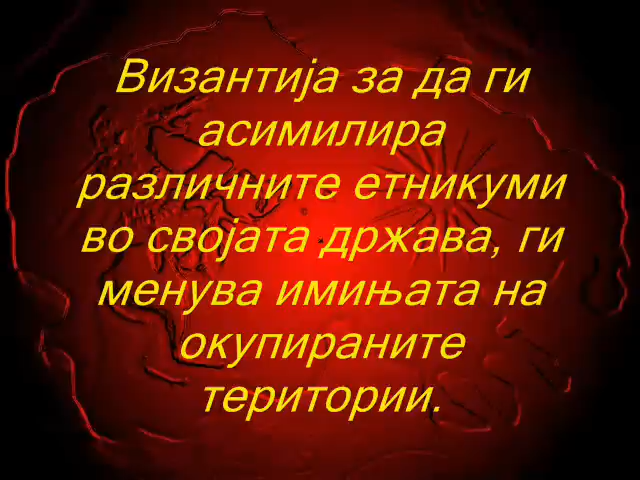 Византија за да ги
асимилира
различните етникуми
во својата држава, ги
менува имињата на
окупираните
територии.